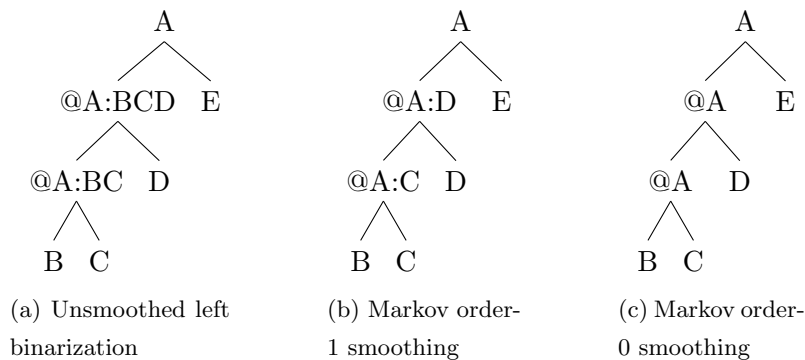 A A A
@A:BCD E @A:D E @A E
@A:BC D @A:C D @A D
B C B C B C
(a) Unsmoothed left
binarization
(b) Markov order-
1 smoothing
(c) Markov order-
0 smoothing